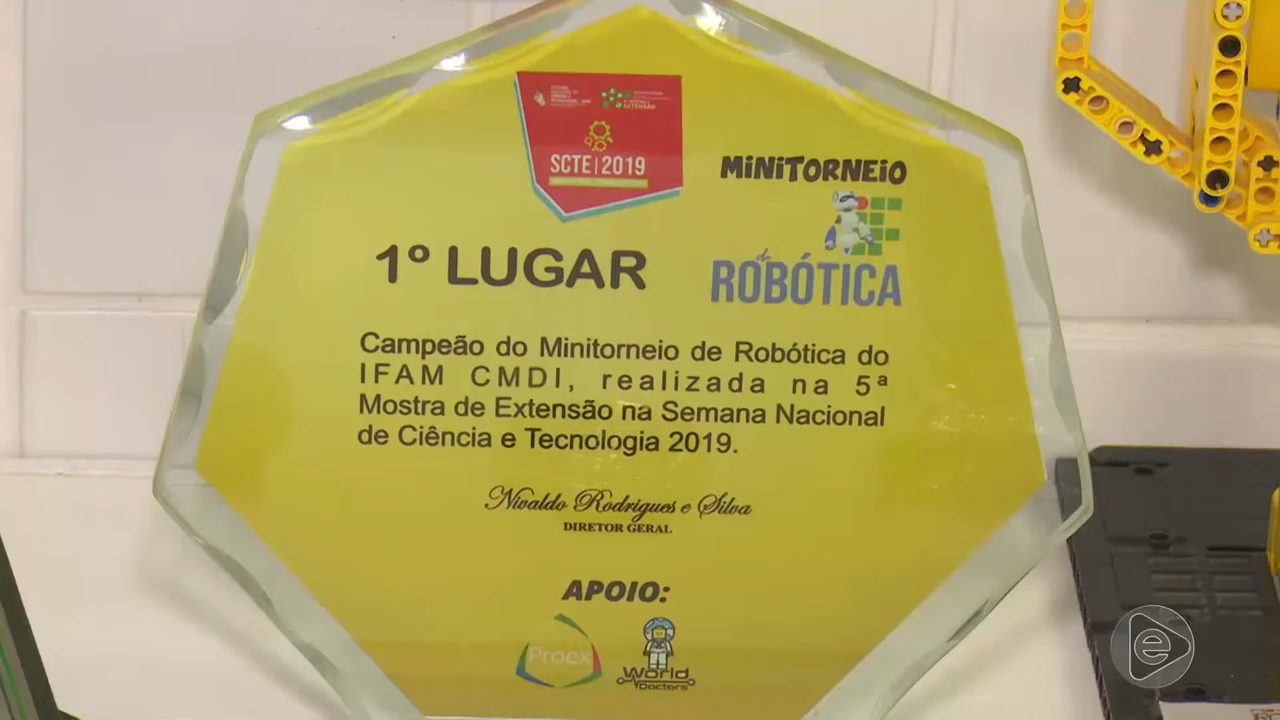 SCTE | 2019
MINITORNEIO
de
ROBÓTICA
1º LUGAR
Campeão do Minitorneio de Robótica do
IFAM CMDI, realizada na 5ª
Mostra de Extensão na Semana Nacional
de Ciência e Tecnologia 2019.
Nivaldo Rodrigues e Silva
DIRETOR GERAL
APOIO:
Proex
World
Doctors
e